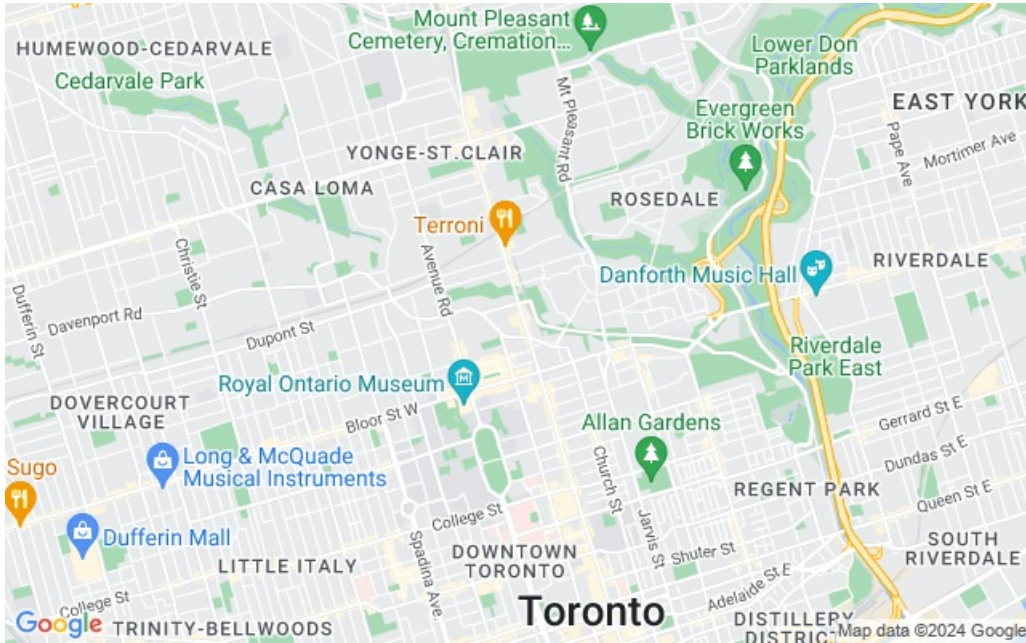 Mount Pleasant
Cemetery, Cremation...
HUMEWOOD-CEDARVALE
Cedarvale Park
Lower Don
Parklands
EAST YORK
Evergreen
Brick Works
Mt Pleasant Rd
Pape Ave
Mortimer Ave
YONGE-ST.CLAIR
CASA LOMA
ROSEDALE
Terroni
Christie St
Avenue Rd
Danforth Music Hall
RIVERDALE
Dufferin St
Davenport Rd
Dupont St
Riverdale
Park East
Royal Ontario Museum
DOVERCOURT
VILLAGE
Bloor St W
Allan Gardens
Gerrard St E
Long & McQuade
Musical Instruments
Sugo
Church St
Dundas St E
REGENT PARK
Queen St E
College St
Jarvis St
Dufferin Mall
Spadina Ave.
DOWNTOWN
TORONTO
Shuter St
SOUTH
RIVERDALE
LITTLE ITALY
Adelaide St E
College St
Toronto
DISTILLERY
DISTRIC
Google
TRINITY-BELLWOODS
Map data ©2024 Google